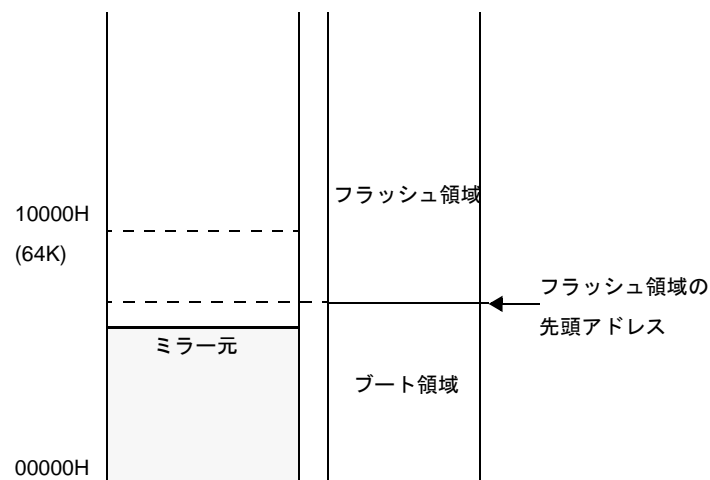 フラッシュ領域
10000H
(64K)
フラッシュ領域の
先頭アドレス
ミラー元
ブート領域
00000H